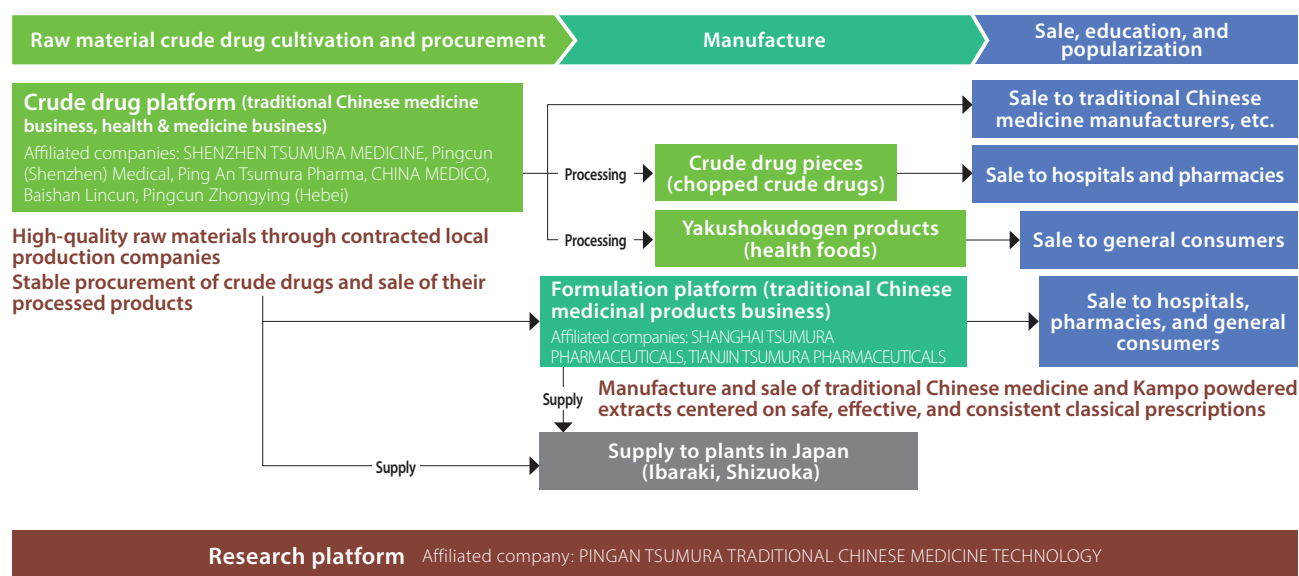 Raw material crude drug cultivation and procurement
Manufacture
Sale, education, and
popularization
Crude drug platform (traditional Chinese medicine
business, health & medicine business)
Affiliated companies: SHENZHEN TSUMURA MEDICINE, Pingcun
(Shenzhen) Medical, Ping An Tsumura Pharma, CHINA MEDICO,
Baishan Lincun, Pingcun Zhongying (Hebei)
High-quality raw materials through contracted local
production companies
Stable procurement of crude drugs and sale of their
processed products
Sale to traditional Chinese
medicine manufacturers, etc.
Processing
Crude drug pieces
(chopped crude drugs)
Sale to hospitals and pharmacies
Processing
Yakushokudogen products
(health foods)
Sale to general consumers
Formulation platform (traditional Chinese
medicinal products business)
Affiliated companies: SHANGHAI TSUMURA
PHARMACEUTICALS, TIANJIN TSUMURA PHARMACEUTICALS
Sale to hospitals,
pharmacies, and general
consumers
Supply
Manufacture and sale of traditional Chinese medicine and Kampo powdered
extracts centered on safe, effective, and consistent classical prescriptions
Supply
Supply to plants in Japan
(Ibaraki, Shizuoka)
Research platform Affiliated company: PINGAN TSUMURA TRADITIONAL CHINESE MEDICINE TECHNOLOGY